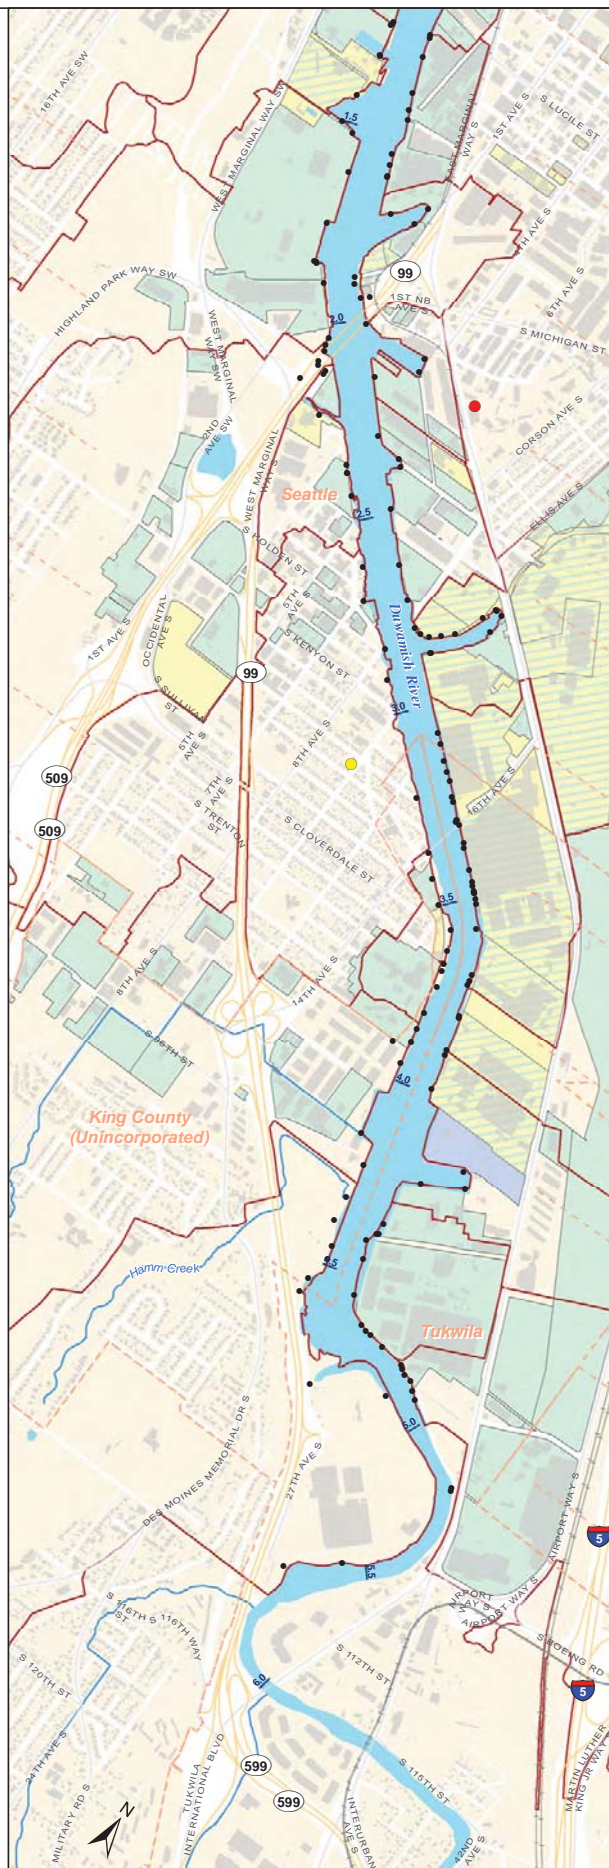 16TH AVE SW
WEST MARGINAL WAY SW
1.5
EAST MARGINAL
WAY S
1ST AVE S
S LUCILE ST
4TH AVE S
6TH AVE S
99
HIGHLAND PARK WAY SW
1ST NB
AVE S
2.0
S MICHIGAN ST
WEST MARGINAL
WAY SW
2ND
AVE SW
CORSON AVE S
WEST MARGINAL
WAY S
Seattle
2.5
ELLIS AVE S
S HOLDEN ST
5TH
AVE S
OCCIDENTAL
AVE S
1ST AVE S
S KENYON ST
Duwamish River
99
S SULLIVAN
ST
3.0
5TH
AVE S
8TH AVE S
509
7TH
AVE S
16TH AVE S
S TRENTON
ST
509
S CLOVERDALE ST
3.5
8TH AVE S
14TH AVE S
S 96TH ST
4.0
King County
(Unincorporated)
Hamm Creek
Tukwila
5.0
DES MOINES MEMORIAL DR S
27TH AVE S
AIRPORT WAY S
5
5.5
AIRPORT
WAY S
AIRPORT WAY S
S 116TH
ST
S 116TH WAY
S BOEING RD
S 120TH ST
S 112TH ST
6.0
5
24TH AVE S
MILITARY RD S
TUKWILA
INTERNATIONAL BLVD
599
599
S 115TH ST
INTERURBAN
AVE S
42ND
AVE S
MARTIN LUTHER
KING JR WAY
N